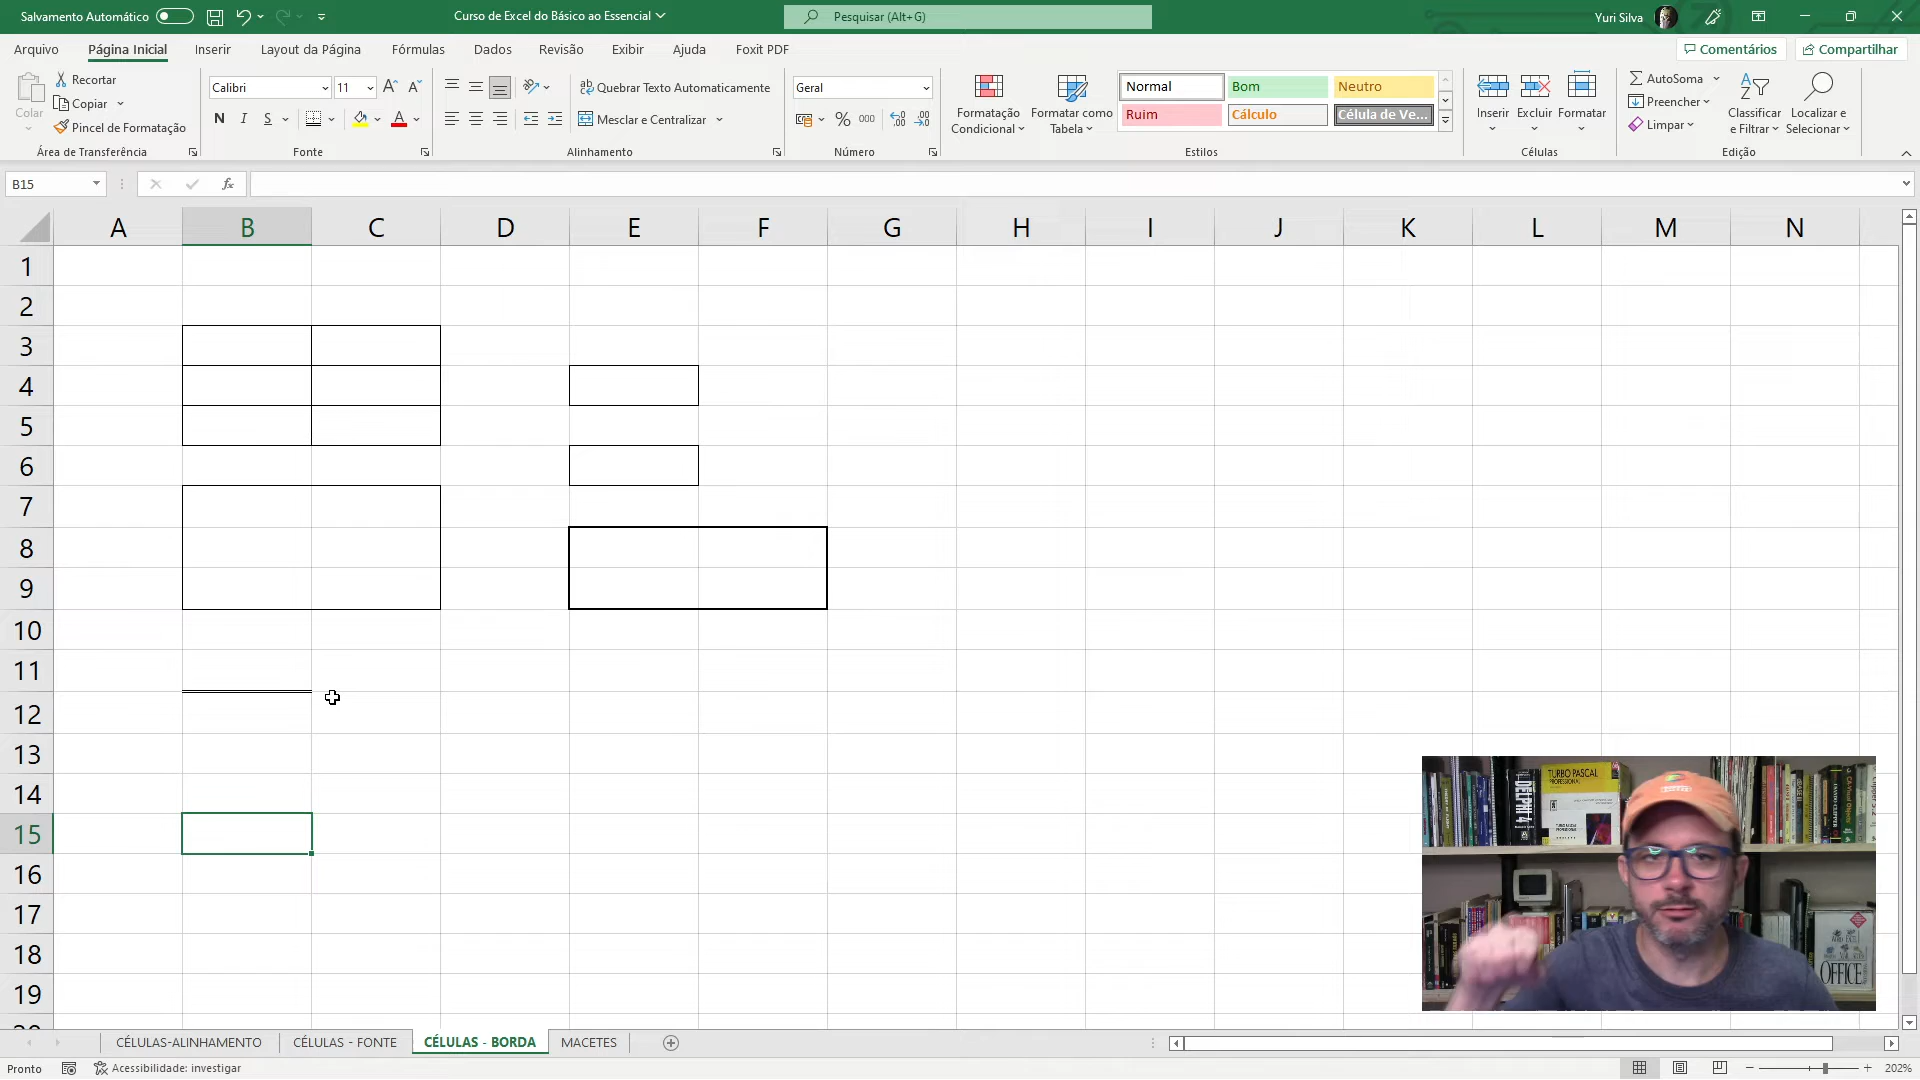 Salvamento Automático
Curso de Excel do Básico ao Essencial
Pesquisar (Alt+G)
Yuri Silva
Arquivo
Página Inicial
Inserir
Layout da Página
Fórmulas
Dados
Revisão
Exibir
Ajuda
Foxit PDF
Comentários
Compartilhar
Colar
Recortar
Copiar
Pincel de Formatação
Área de Transferência
Calibri
11
N
I
S
Fonte
Quebrar Texto Automaticamente
Mesclar e Centralizar
Alinhamento
Geral
%
000
Número
Formatação
Condicional
Formatar como
Tabela
Normal
Bom
Neutro
Ruim
Cálculo
Célula de Ve...
Estilos
Inserir
Excluir
Formatar
Células
AutoSoma
Preencher
Limpar
Classificar
e Filtrar
Localizar e
Selecionar
Edição
B15
fx
A B C D E F G H I J K L M N
1
2
3
4
5
6
7
8
9
10
11
12
13
14
15
16
17
18
19
TURBO PASCAL
PROFESSIONAL
DELPHI 4
OFFICE
CÉLULAS-ALINHAMENTO
CÉLULAS - FONTE
CÉLULAS - BORDA
MACETES
Pronto
Acessibilidade: investigar
202%